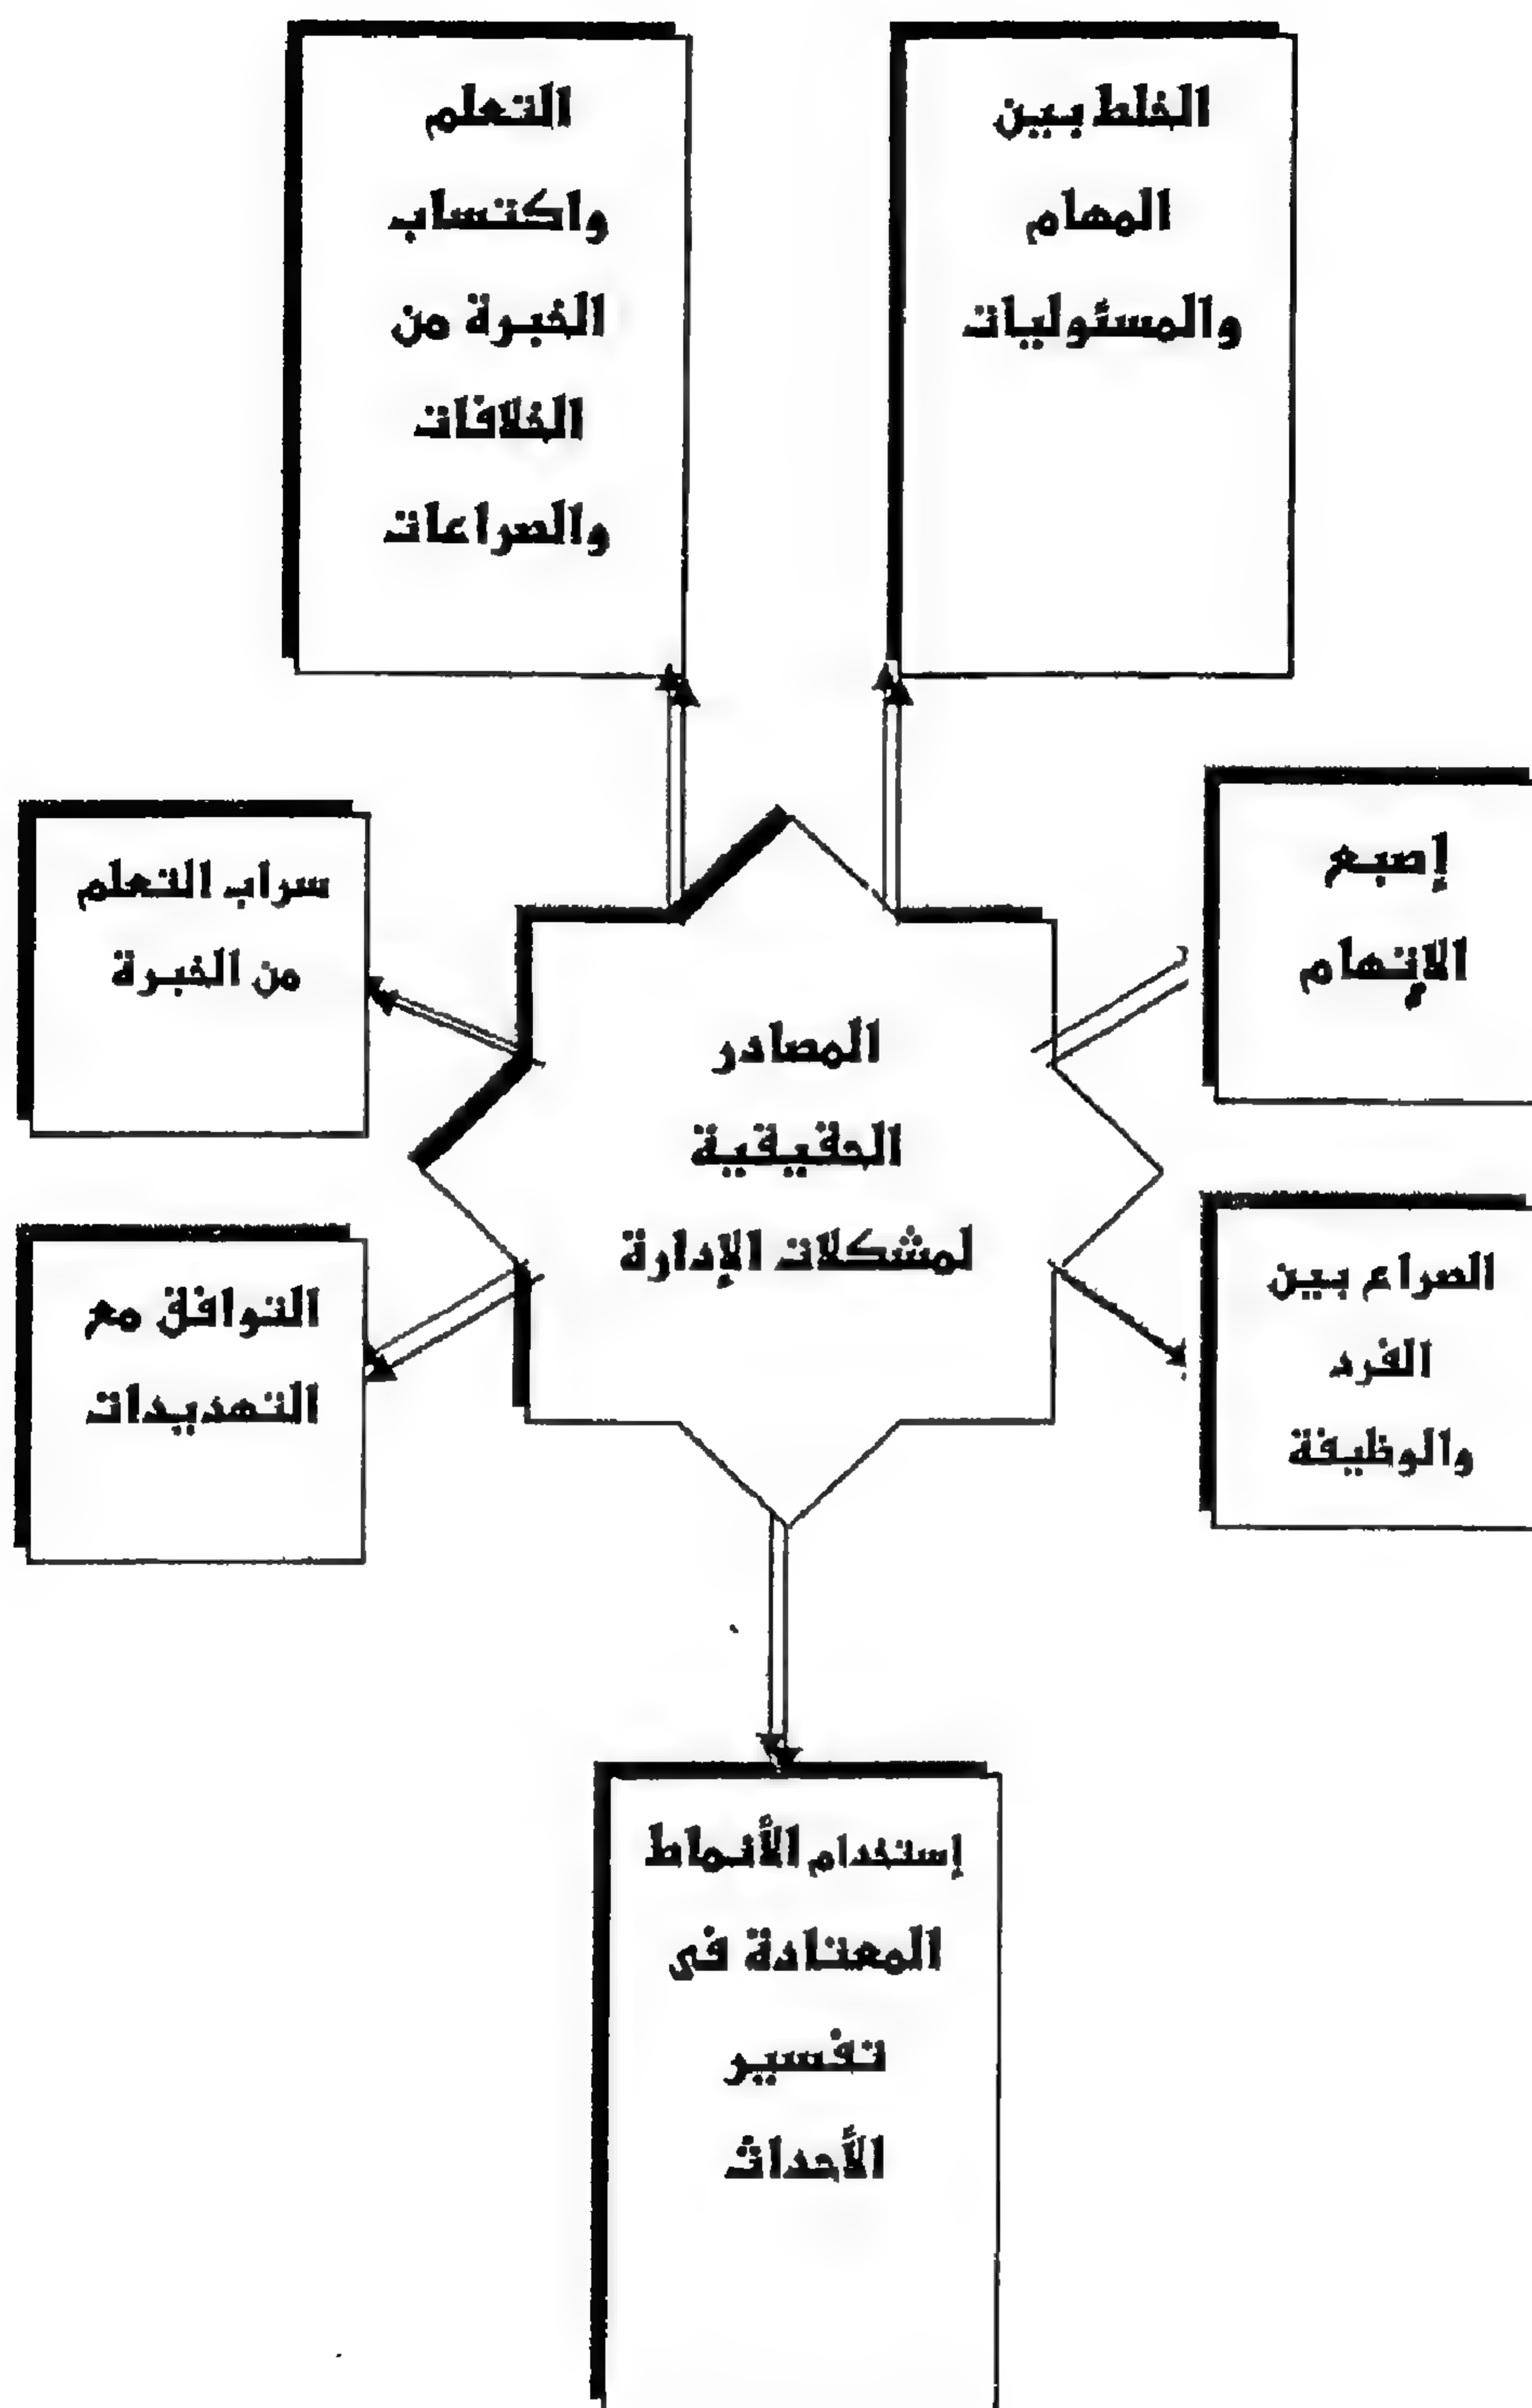 الخلط بين
المهام
والمسئوليات
التعلم
واكتساب
الخبرة من
الخلافات
والصراعات
إصبع
الإتهام
سراب التعلم
من الخبرة
المصادر
الحقيقية
لمشكلات الإدارة
الصراع بين
الفرد
والوظيفة
التوافق مع
التهديدات
إستخدام الأنماط
المعتادة فى
تفسير
الأحداث